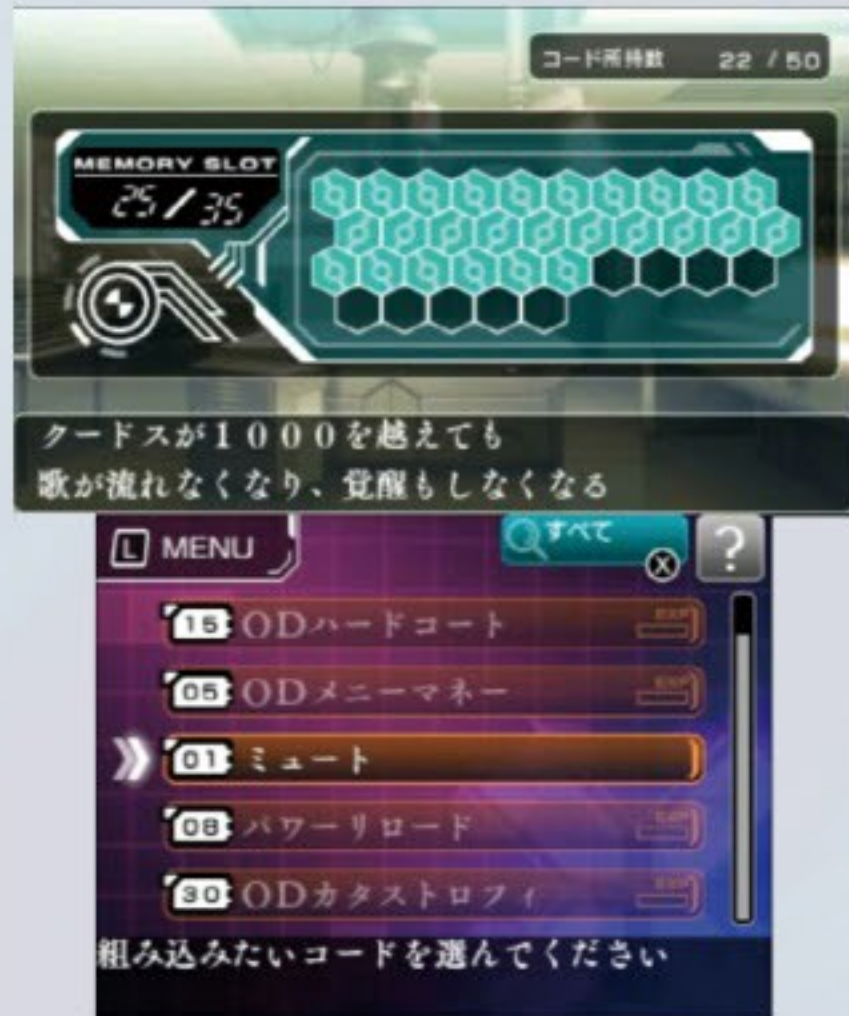 コード所持数 22 / 50
MEMORY SLOT
25 / 35
クードスが１０００を越えても
歌が流れなくなり、覚醒もしなくなる
L MENU
すべて
X
?
15 ODハードコート
05 ODメニーマネー
01 ミュート
08 パワーリロード
30 ODカタストロフィ
組み込みたいコードを選んでください